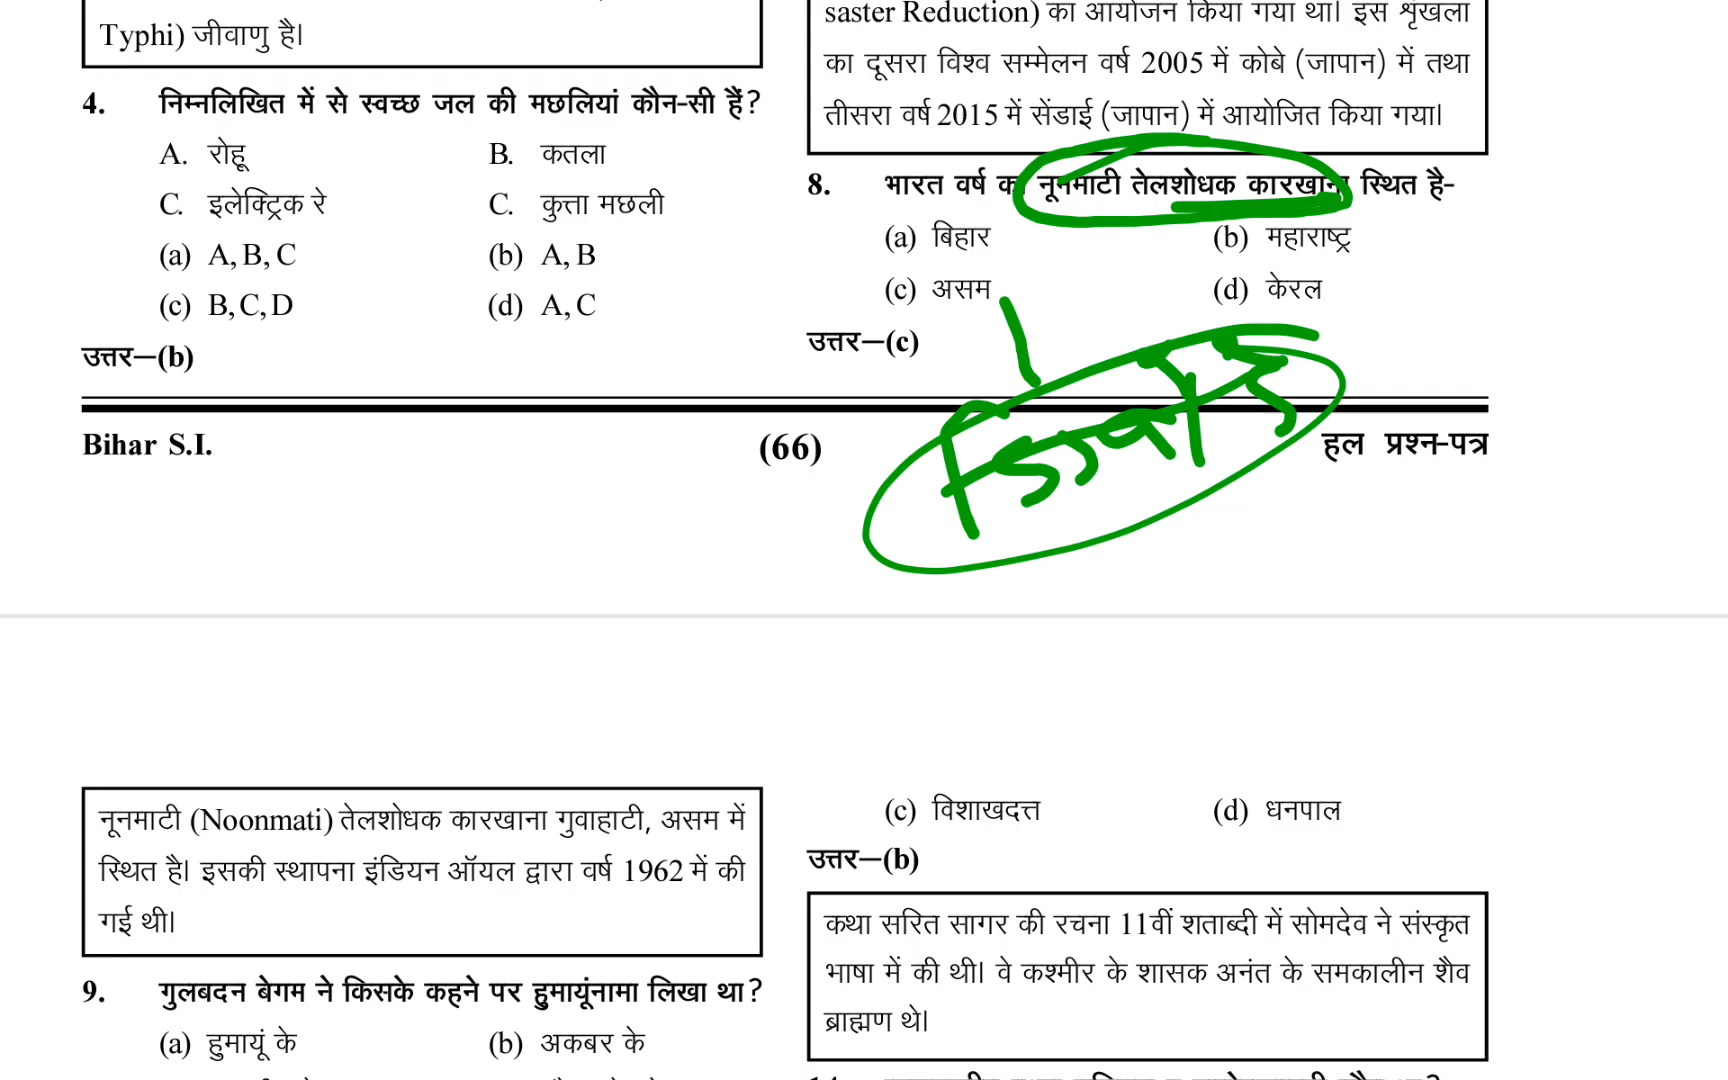 Typhi) जीवाणु है।
4. निम्नलिखित में से स्वच्छ जल की मछलियां कौन-सी हैं?
A. रोहू B. कतला
C. इलेक्ट्रिक रे C. कुत्ता मछली
(a) A, B, C (b) A, B
(c) B, C, D (d) A, C
उत्तर—(b)
saster Reduction) का आयोजन किया गया था। इस शृंखला
का दूसरा विश्व सम्मेलन वर्ष 2005 में कोबे (जापान) में तथा
तीसरा वर्ष 2015 में सेंडाई (जापान) में आयोजित किया गया।
8. भारत वर्ष का नूनमाटी तेलशोधक कारखाना स्थित है-
(a) बिहार (b) महाराष्ट्र
(c) असम (d) केरल
उत्तर—(c)
Bihar S.I. (66) हल प्रश्न-पत्र
नूनमाटी (Noonmati) तेलशोधक कारखाना गुवाहाटी, असम में
स्थित है। इसकी स्थापना इंडियन ऑयल द्वारा वर्ष 1962 में की
गई थी।
9. गुलबदन बेगम ने किसके कहने पर हुमायूंनामा लिखा था?
(a) हुमायूं के (b) अकबर के
(c) विशाखदत्त (d) धनपाल
उत्तर—(b)
कथा सरित सागर की रचना 11वीं शताब्दी में सोमदेव ने संस्कृत
भाषा में की थी। वे कश्मीर के शासक अनंत के समकालीन शैव
ब्राह्मण थे।